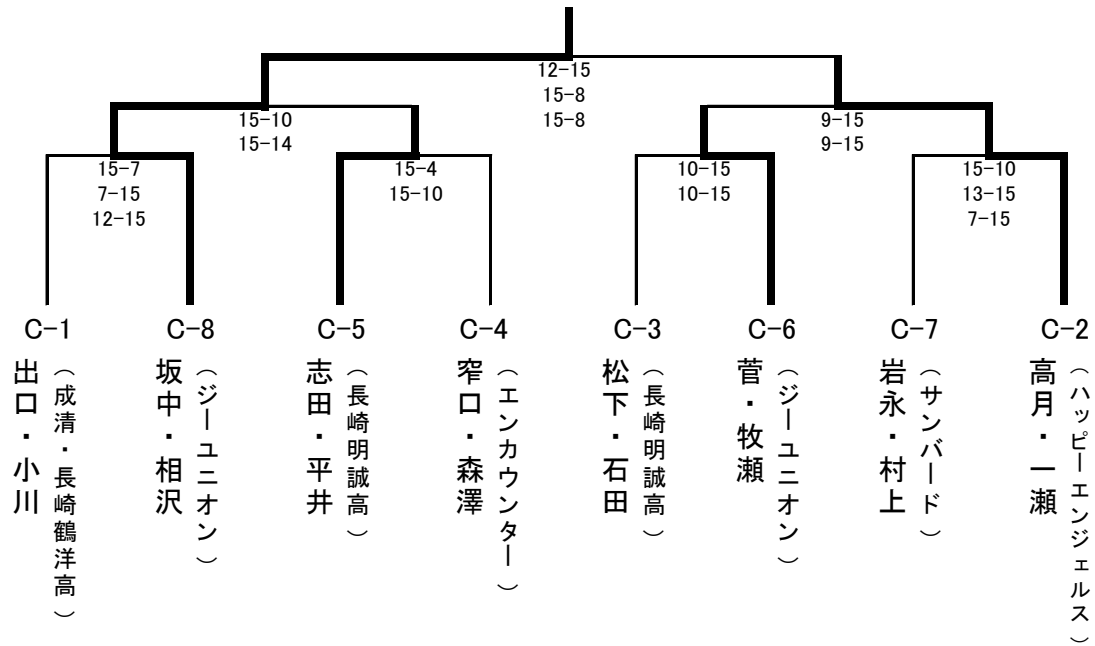 12-15
15-8
15-8
15-10
15-14
9-15
9-15
15-7
7-15
12-15
15-4
15-10
10-15
10-15
15-10
13-15
7-15
C-1
C-8
C-5
C-4
C-3
C-6
C-7
C-2
出口・小川
（成清・長崎鶴洋高）
坂中・相沢
（ジーユニオン）
志田・平井
（長崎明誠高）
窄口・森澤
（エンカウンター）
松下・石田
（長崎明誠高）
菅・牧瀬
（ジーユニオン）
岩永・村上
（サンバード）
高月・一瀬
（ハッピーエンジェルス）